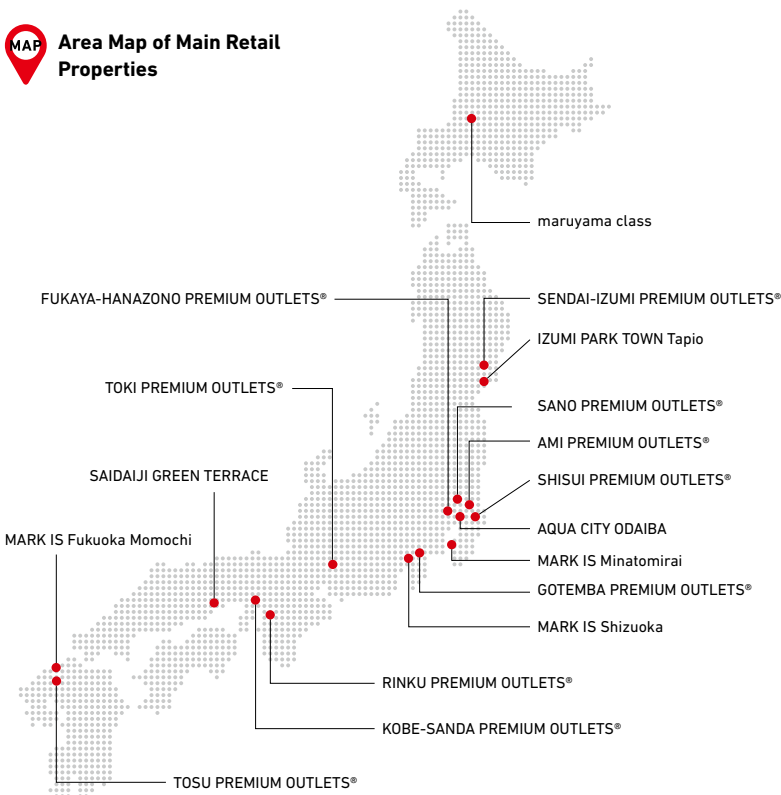 MAP
Area Map of Main Retail
Properties
maruyama class
FUKAYA-HANAZONO PREMIUM OUTLETS®
SENDAI-IZUMI PREMIUM OUTLETS®
IZUMI PARK TOWN Tapio
TOKI PREMIUM OUTLETS®
SANO PREMIUM OUTLETS®
AMI PREMIUM OUTLETS®
SAIDAIJI GREEN TERRACE
SHISUI PREMIUM OUTLETS®
AQUA CITY ODAIBA
MARK IS Fukuoka Momochi
MARK IS Minatomirai
GOTEMBA PREMIUM OUTLETS®
MARK IS Shizuoka
RINKU PREMIUM OUTLETS®
KOBE-SANDA PREMIUM OUTLETS®
TOSU PREMIUM OUTLETS®